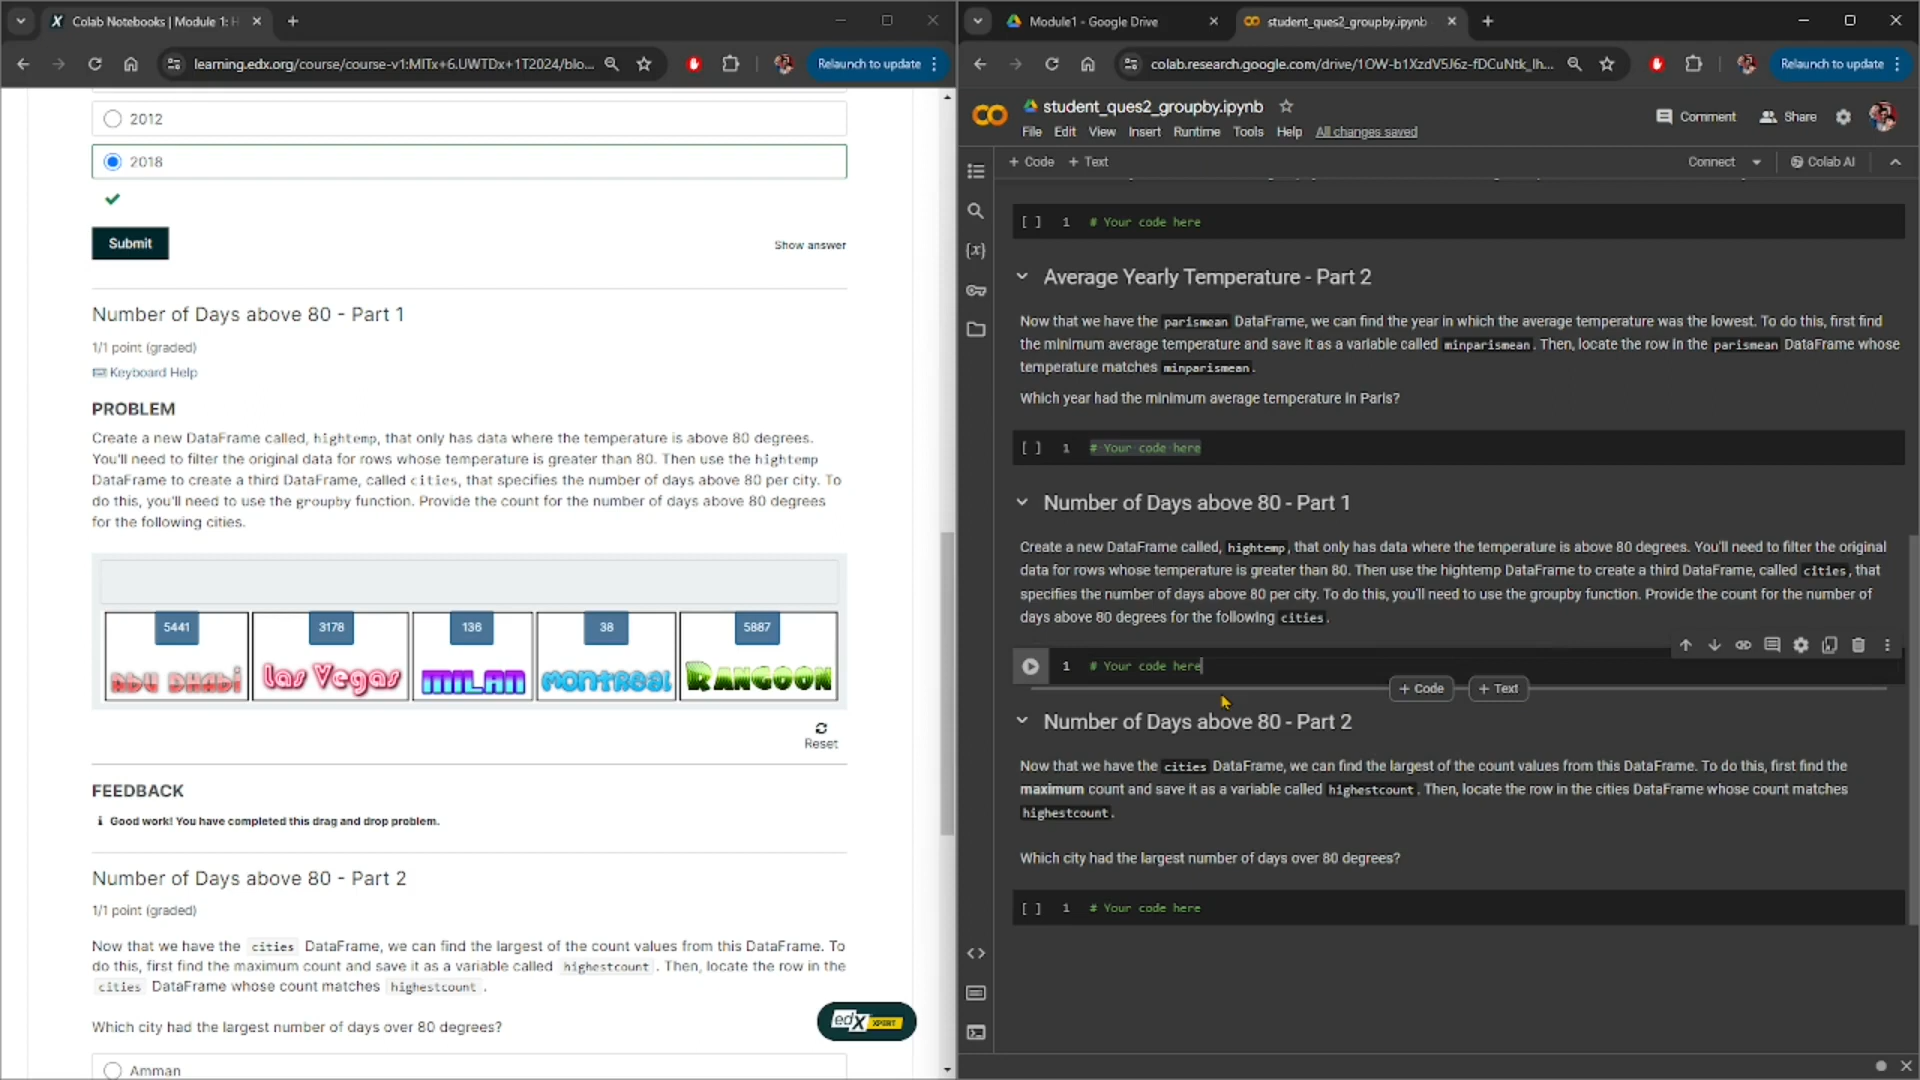 Colab Notebooks | Module 1: H
learning.edx.org/course/course-v1:MITx+6.UWTDx+1T2024/blo...
Relaunch to update
2012
2018
Submit
Show answer
Number of Days above 80 - Part 1
1/1 point (graded)
Keyboard Help
PROBLEM
Create a new DataFrame called, hightemp, that only has data where the temperature is above 80 degrees.
You'll need to filter the original data for rows whose temperature is greater than 80. Then use the hightemp
DataFrame to create a third DataFrame, called cities, that specifies the number of days above 80 per city. To
do this, you'll need to use the groupby function. Provide the count for the number of days above 80 degrees
for the following cities.
5441 3178 136 38 5887
Abu Dhabi Las Vegas MILAN montreal Rangoon
Reset
FEEDBACK
Good work! You have completed this drag and drop problem.
Number of Days above 80 - Part 2
1/1 point (graded)
Now that we have the cities DataFrame, we can find the largest of the count values from this DataFrame. To
do this, first find the maximum count and save it as a variable called highestcount . Then, locate the row in the
cities DataFrame whose count matches highestcount .
Which city had the largest number of days over 80 degrees?
edX XPERT
Amman
Module1 - Google Drive
student_ques2_groupby.ipynb
colab.research.google.com/drive/1OW-b1XzdV5J6z-fDCuNtk_lh...
Relaunch to update
student_ques2_groupby.ipynb
Comment Share
File Edit View Insert Runtime Tools Help All changes saved
+ Code + Text
Connect Colab AI
[ ] 1 # Your code here
Average Yearly Temperature - Part 2
Now that we have the parismean DataFrame, we can find the year in which the average temperature was the lowest. To do this, first find
the minimum average temperature and save it as a variable called minparismean. Then, locate the row in the parismean DataFrame whose
temperature matches minparismean.
Which year had the minimum average temperature in Paris?
[ ] 1 # Your code here
Number of Days above 80 - Part 1
Create a new DataFrame called, hightemp, that only has data where the temperature is above 80 degrees. You'll need to filter the original
data for rows whose temperature is greater than 80. Then use the hightemp DataFrame to create a third DataFrame, called cities, that
specifies the number of days above 80 per city. To do this, you'll need to use the groupby function. Provide the count for the number of
days above 80 degrees for the following cities.
1 # Your code here
+ Code + Text
Number of Days above 80 - Part 2
Now that we have the cities DataFrame, we can find the largest of the count values from this DataFrame. To do this, first find the
maximum count and save it as a variable called highestcount. Then, locate the row in the cities DataFrame whose count matches
highestcount.
Which city had the largest number of days over 80 degrees?
[ ] 1 # Your code here